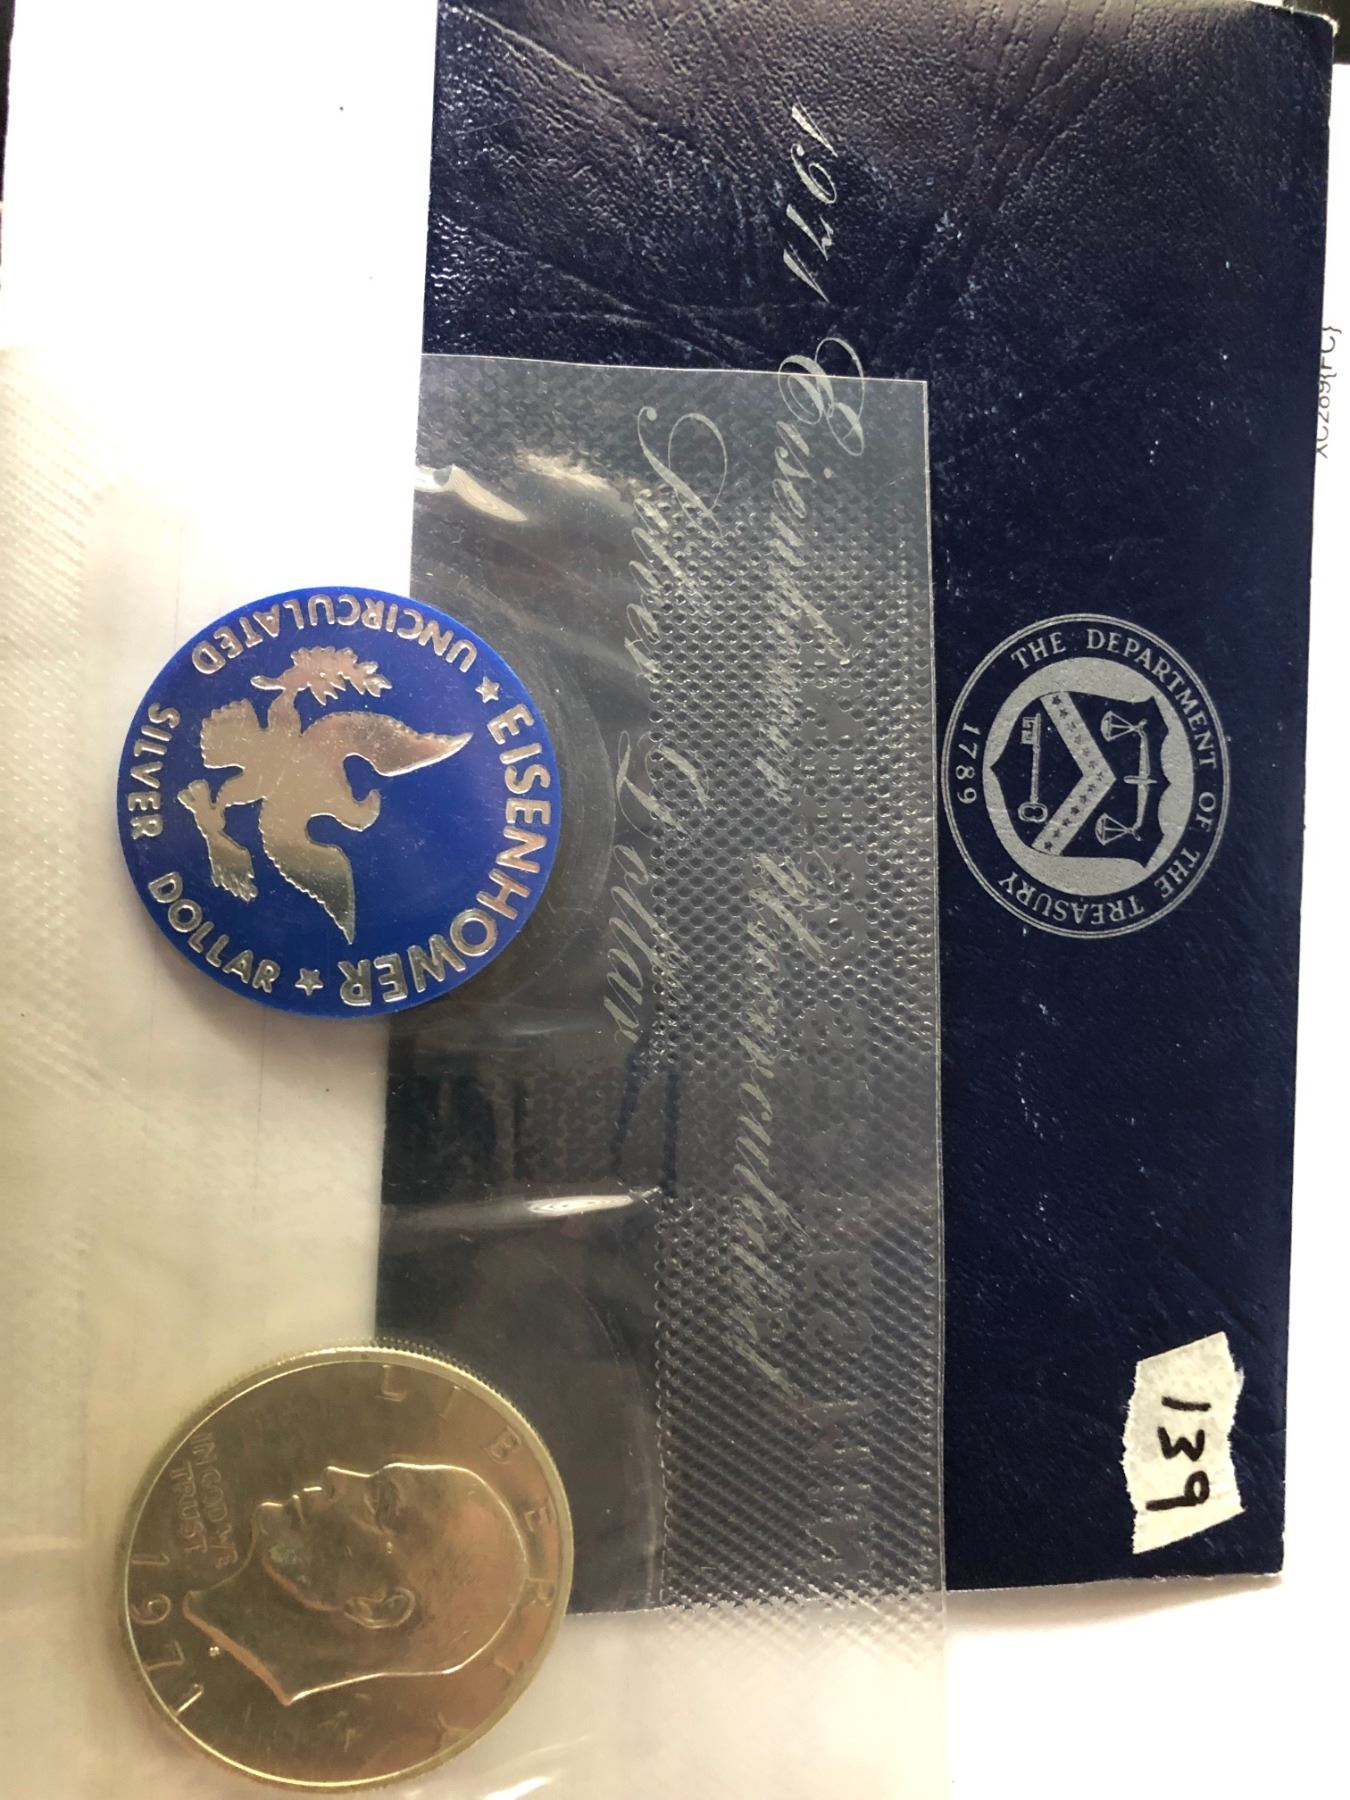 1971 Eisenhower Uncirculated
Silver Dollar
THE DEPARTMENT OF THE TREASURY
1789
139
EISENHOWER
UNCIRCULATED
SILVER DOLLAR
LIBERTY
IN GOD WE
TRUST
S
1971